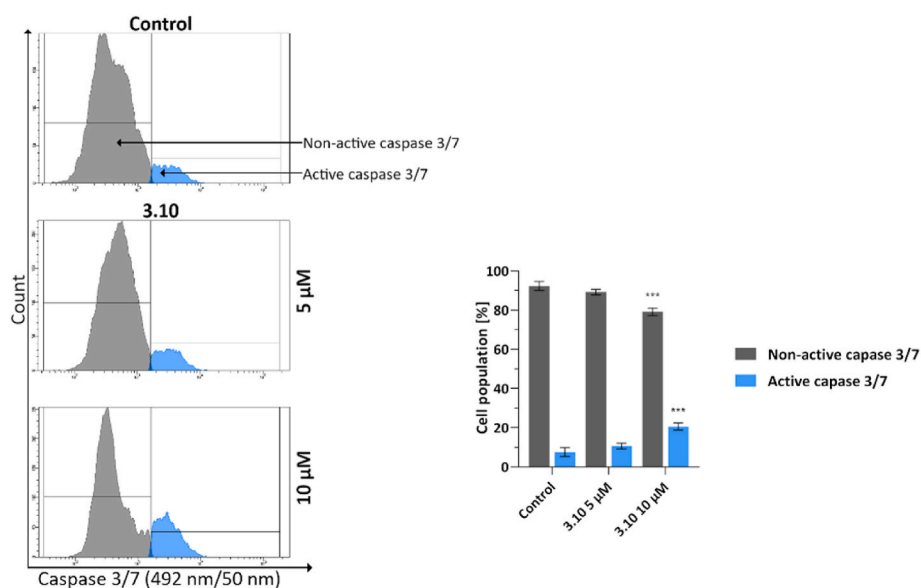 Control
Non-active caspase 3/7
Active caspase 3/7
3.10
5 µM
10 µM
Count
Caspase 3/7 (492 nm/50 nm)
Cell population [%]
100
80
60
40
20
0
***
***
Control
3.10 5 µM
3.10 10 µM
Non-active capase 3/7
Active capase 3/7